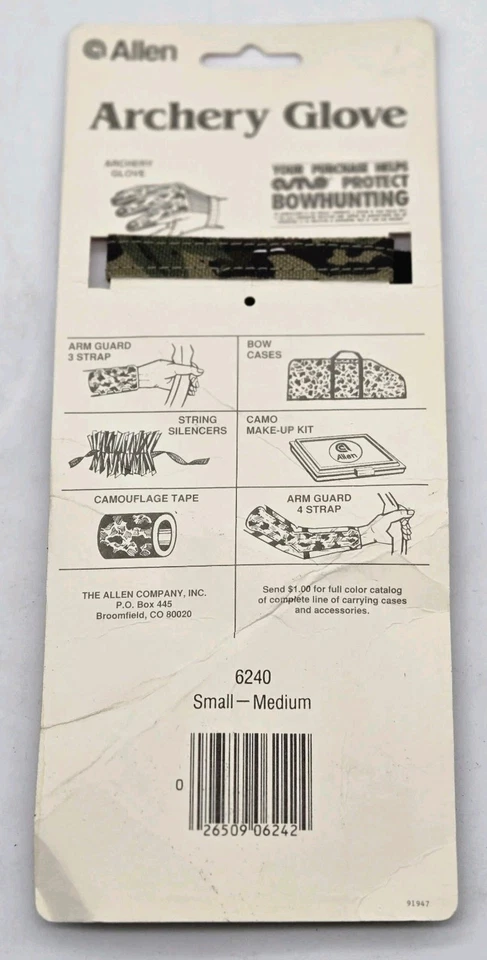 Allen
Archery Glove
ARCHERY
GLOVE
YOUR PURCHASE HELPS
PROTECT
BOWHUNTING
ARM GUARD
3 STRAP
BOW
CASES
STRING
SILENCERS
CAMO
MAKE-UP KIT
Allen
CAMOUFLAGE TAPE
ARM GUARD
4 STRAP
THE ALLEN COMPANY, INC.
P.O. Box 445
Broomfield, CO 80020
Send $1.00 for full color catalog
of complete line of carrying cases
and accessories.
6240
Small—Medium
0
26509 06242
91947